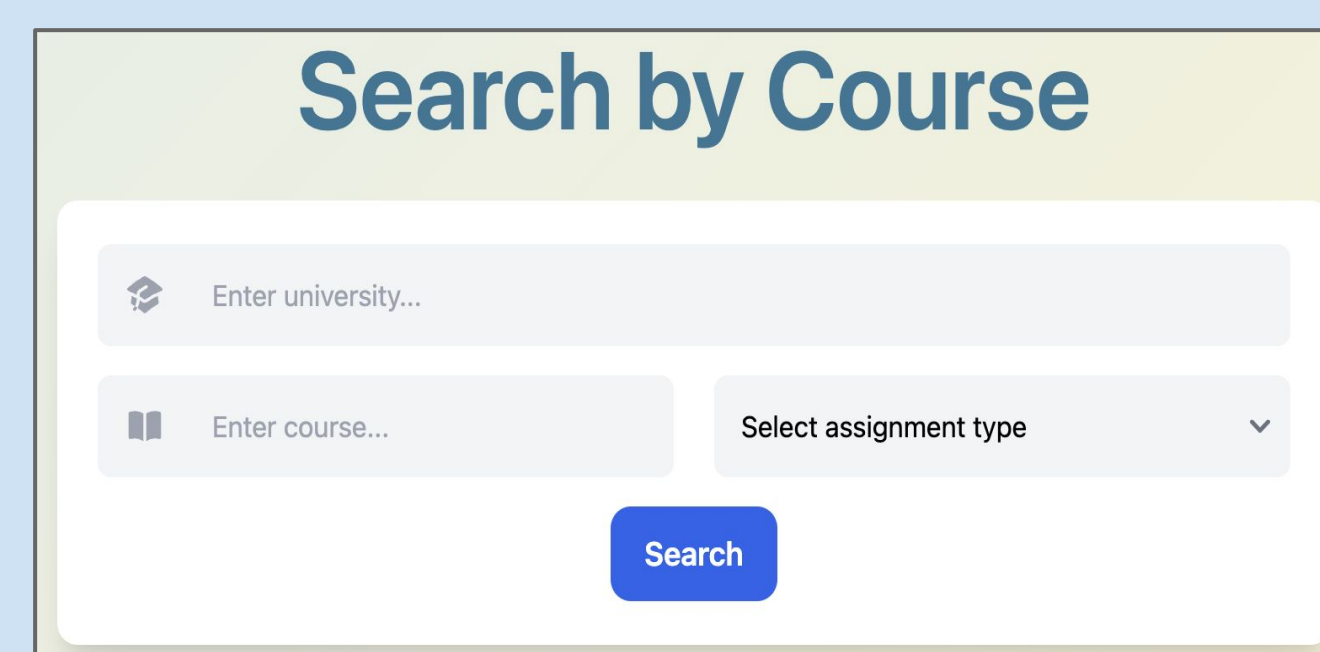 Search by Course
Enter university...
Enter course...
Select assignment type
Search